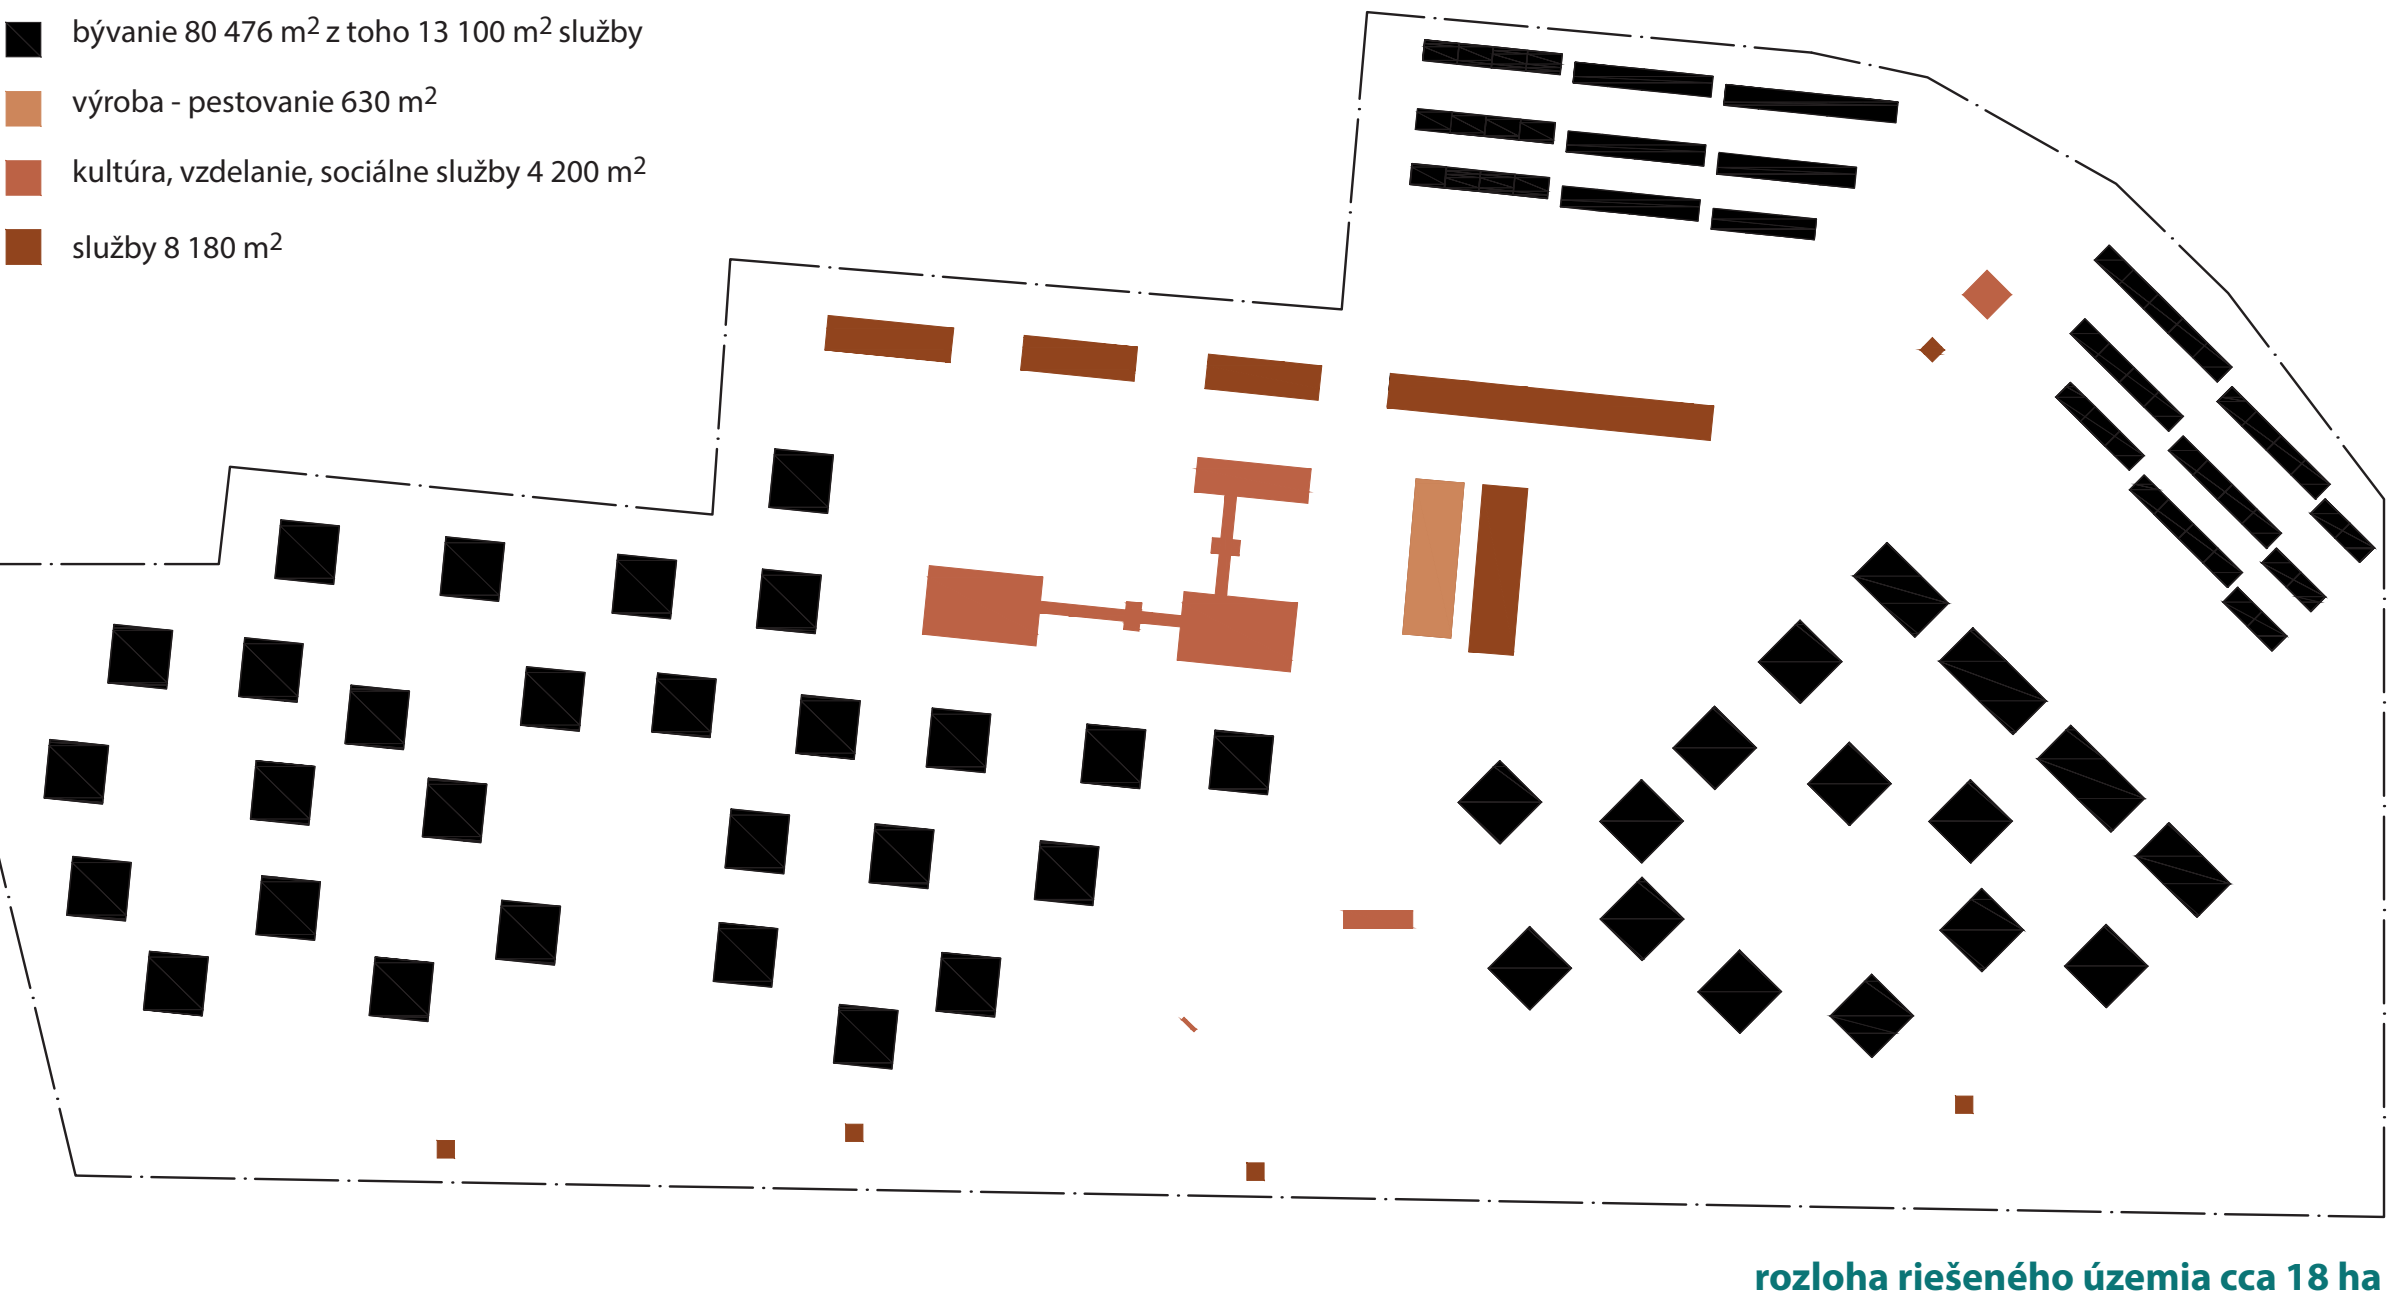 bývanie 80 476 m² z toho 13 100 m² služby
výroba - pestovanie 630 m²
kultúra, vzdelanie, sociálne služby 4 200 m²
služby 8 180 m²
rozloha riešeného územia cca 18 ha